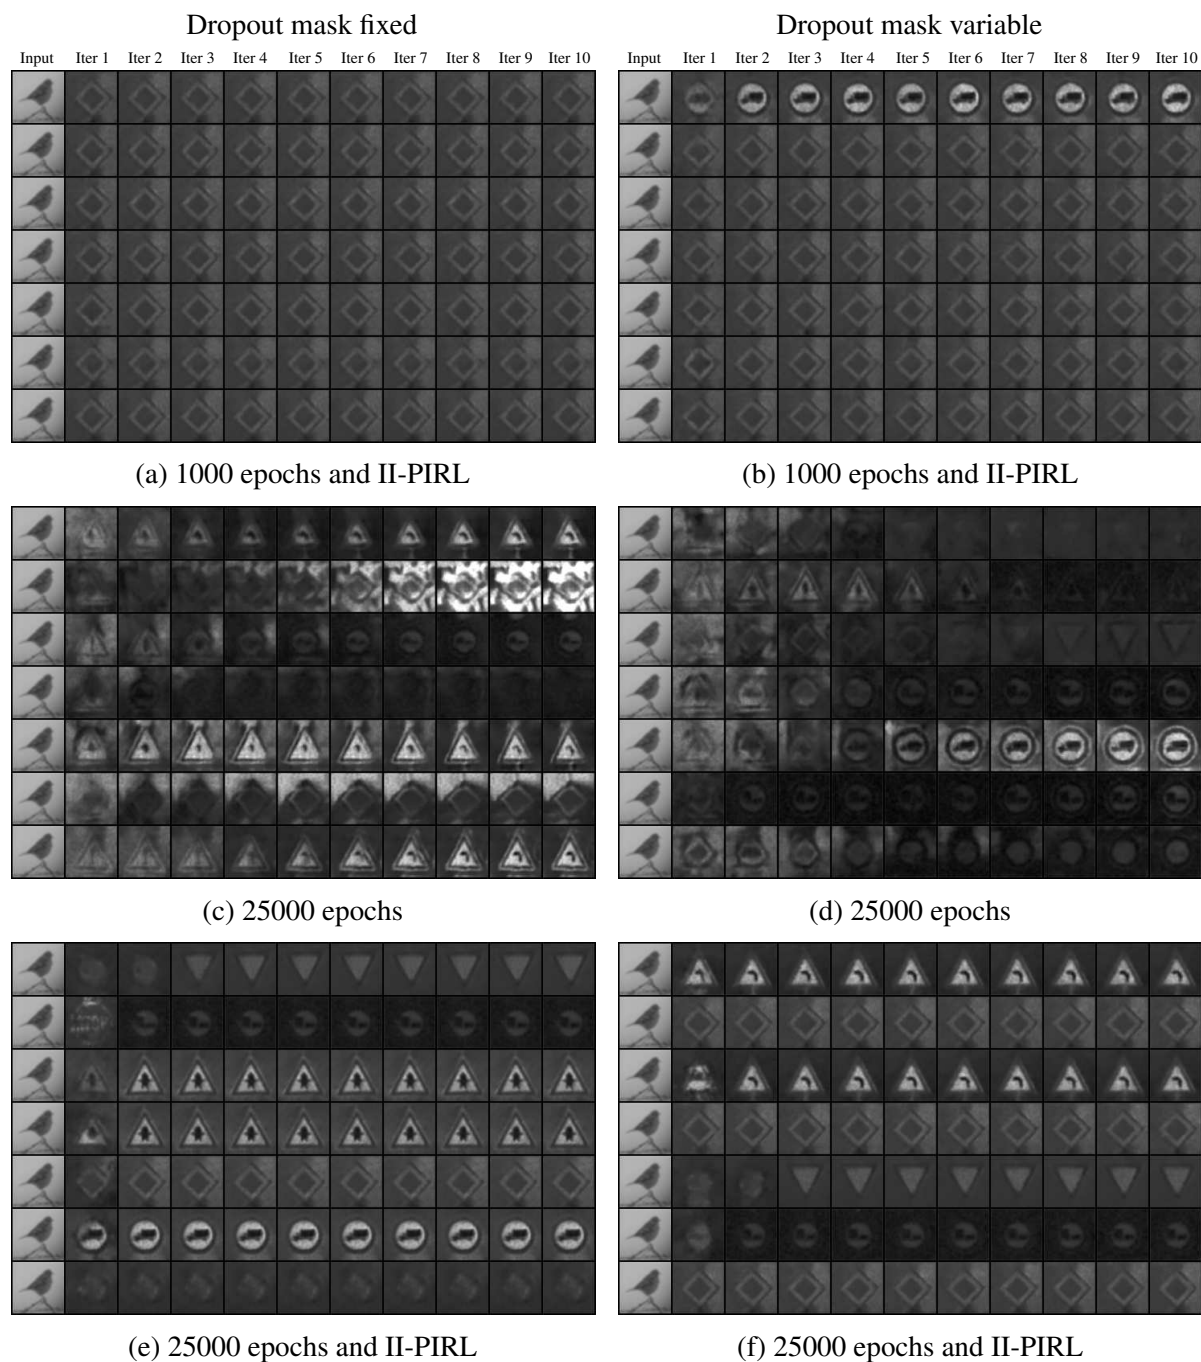 Dropout mask fixed
Dropout mask variable
Input Iter 1 Iter 2 Iter 3 Iter 4 Iter 5 Iter 6 Iter 7 Iter 8 Iter 9 Iter 10
Input Iter 1 Iter 2 Iter 3 Iter 4 Iter 5 Iter 6 Iter 7 Iter 8 Iter 9 Iter 10
(a) 1000 epochs and II-PIRL
(b) 1000 epochs and II-PIRL
(c) 25000 epochs
(d) 25000 epochs
(e) 25000 epochs and II-PIRL
(f) 25000 epochs and II-PIRL